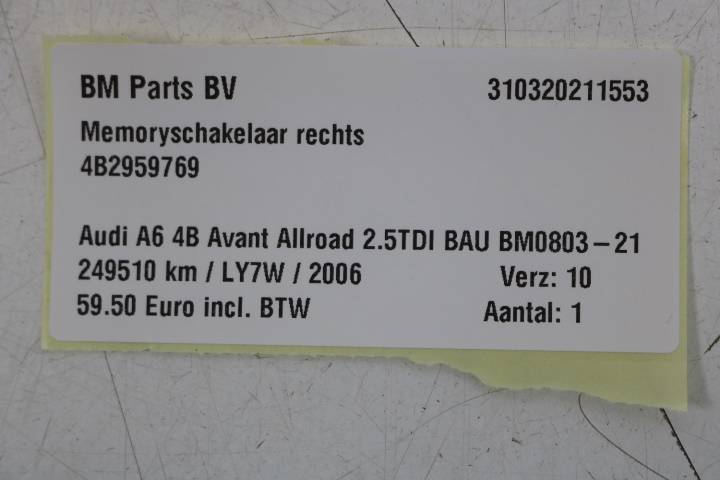 BM Parts BV 310320211553
Memoryschakelaar rechts
4B2959769
Audi A6 4B Avant Allroad 2.5TDI BAU BM0803-21
249510 km / LY7W / 2006 Verz: 10
59.50 Euro incl. BTW Aantal: 1